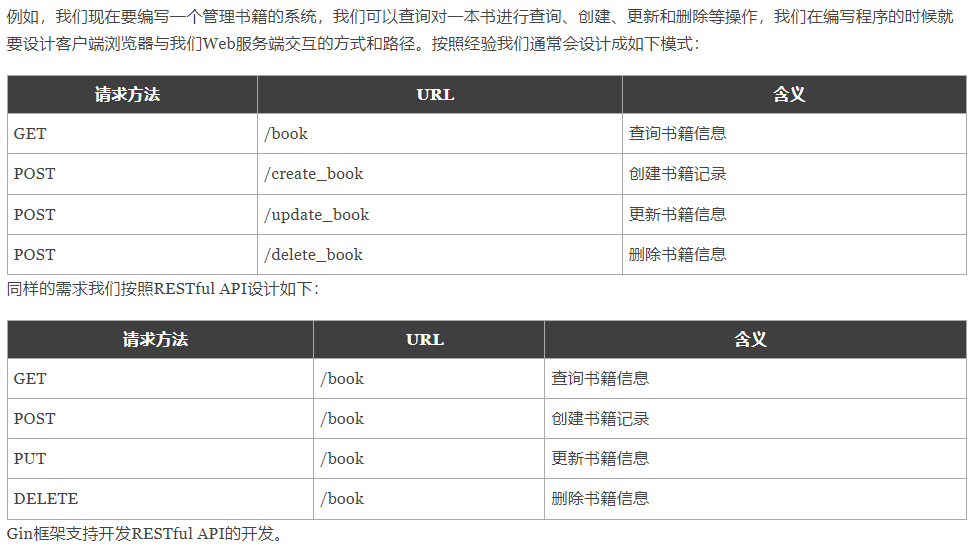 例如，我们现在要编写一个管理书籍的系统，我们可以查询对一本书进行查询、创建、更新和删除等操作，我们在编写程序的时候就
要设计客户端浏览器与我们Web服务端交互的方式和路径。按照经验我们通常会设计成如下模式：
请求方法 URL 含义
GET /book 查询书籍信息
POST /create_book 创建书籍记录
POST /update_book 更新书籍信息
POST /delete_book 删除书籍信息
同样的需求我们按照RESTful API设计如下：
请求方法 URL 含义
GET /book 查询书籍信息
POST /book 创建书籍记录
PUT /book 更新书籍信息
DELETE /book 删除书籍信息
Gin框架支持开发RESTful API的开发。